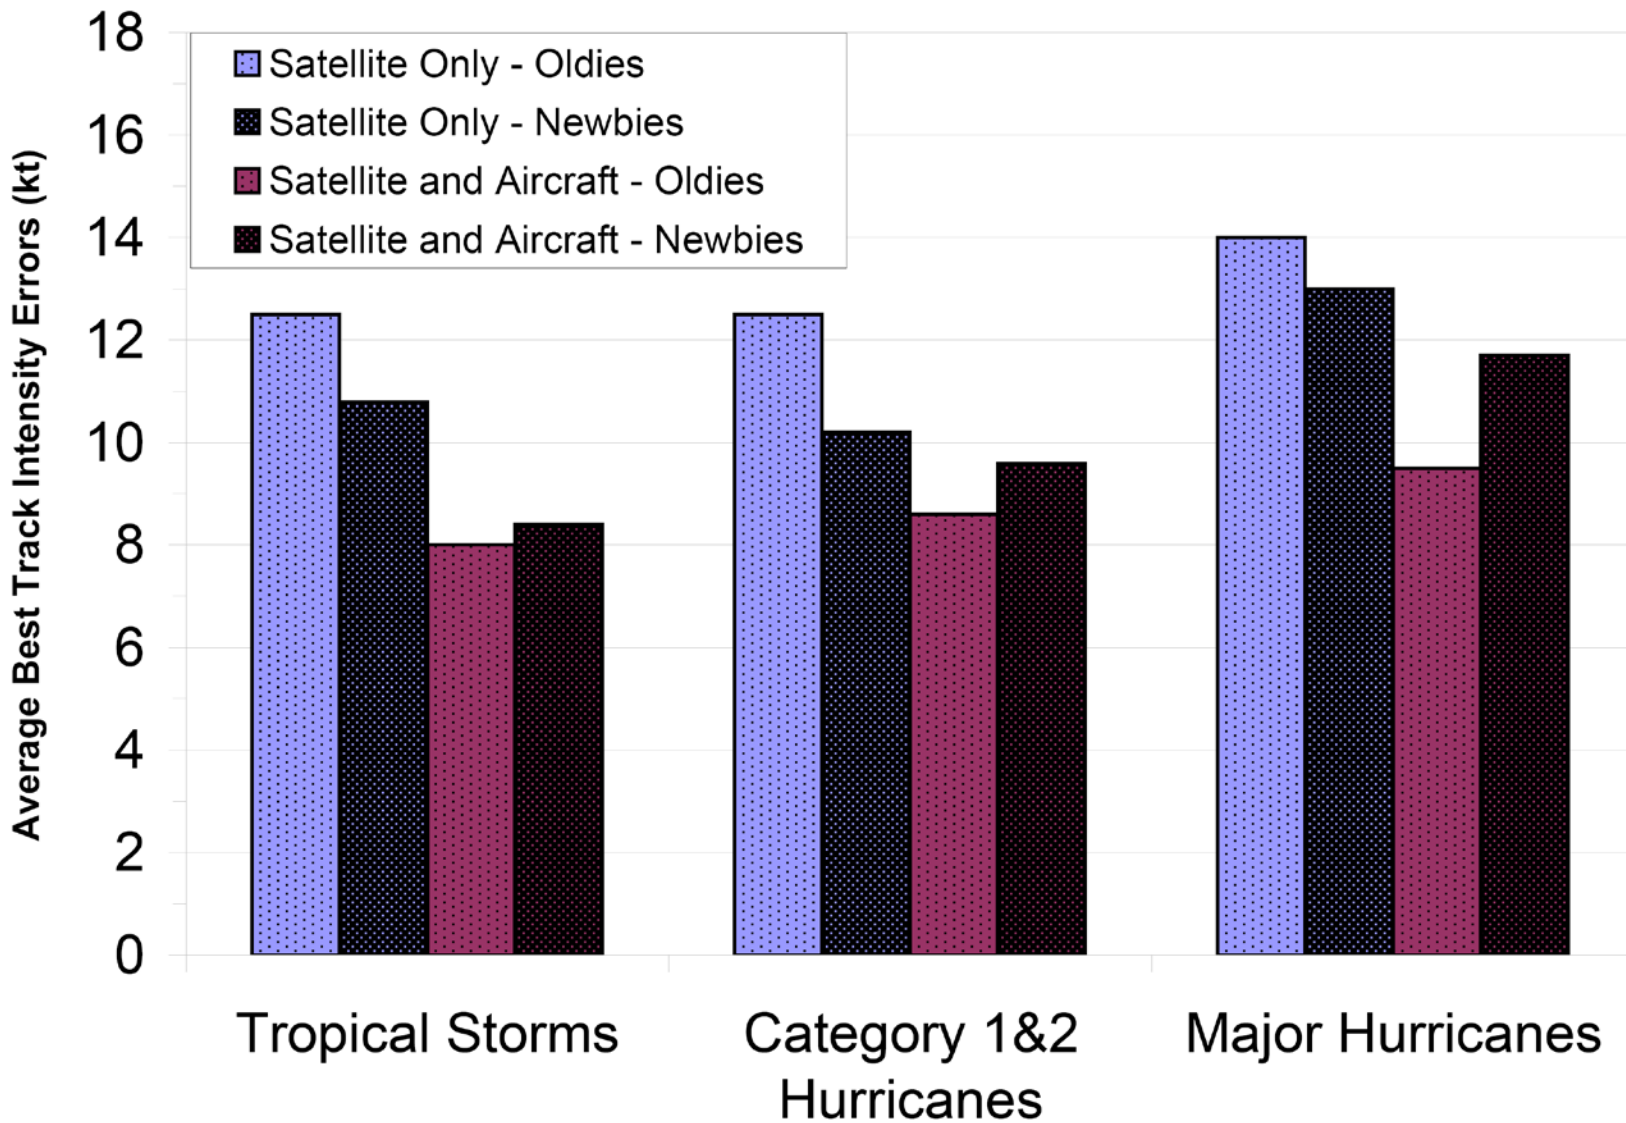 Average Best Track Intensity Errors (kt)
18
16
14
12
10
8
6
4
2
0
Satellite Only - Oldies
Satellite Only - Newbies
Satellite and Aircraft - Oldies
Satellite and Aircraft - Newbies
Tropical Storms
Category 1&2
Hurricanes
Major Hurricanes